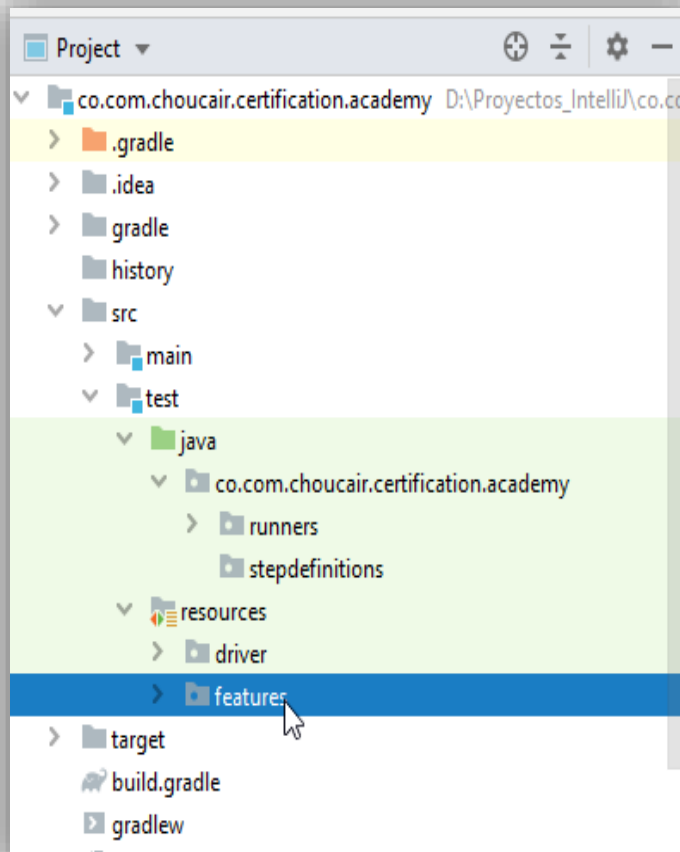 Project
co.com.choucair.certification.academy D:\Proyectos_IntelliJ\co.co
.gradle
.idea
gradle
history
src
main
test
java
co.com.choucair.certification.academy
runners
stepdefinitions
resources
driver
features
target
build.gradle
gradlew